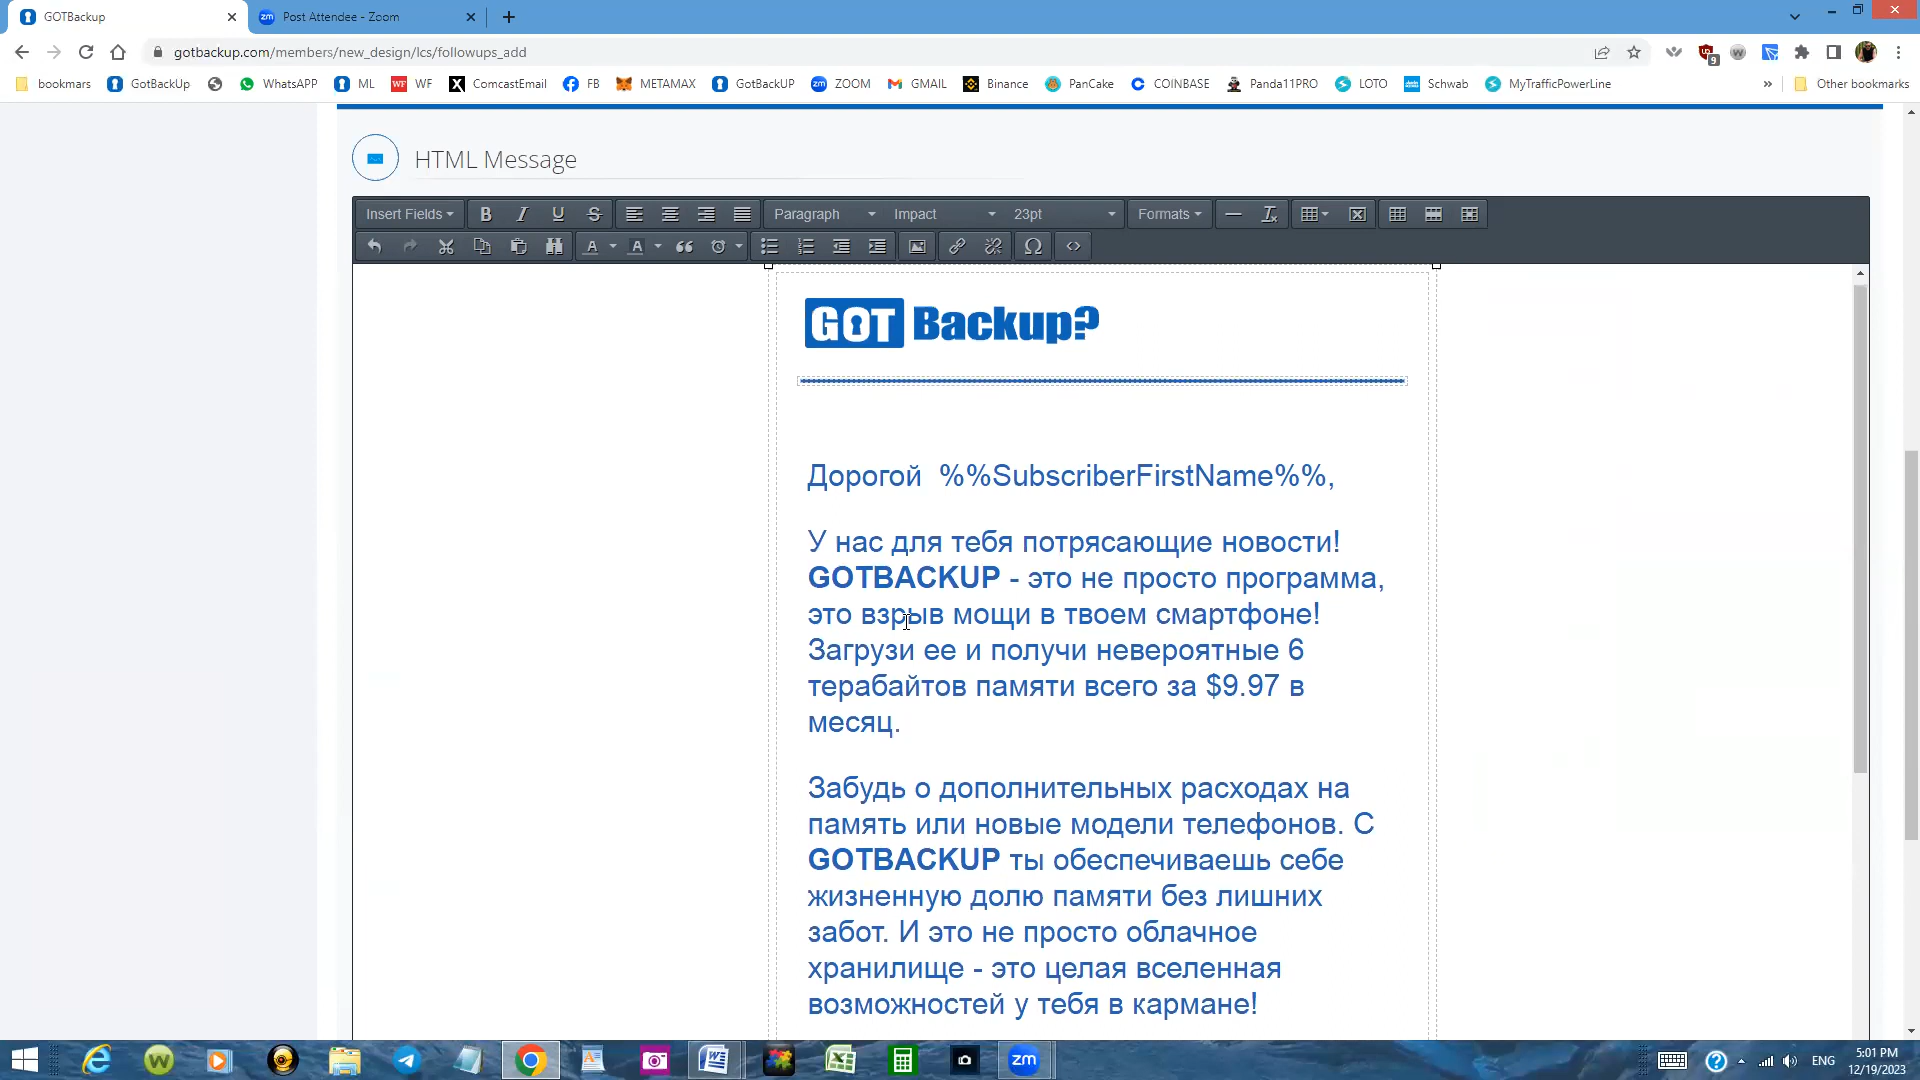 GOTBackup
Post Attendee - Zoom
gotbackup.com/members/new_design/lcs/followups_add
9
bookmars
GotBackUp
WhatsAPP
ML
WF
ComcastEmail
FB
METAMAX
GotBackUP
ZOOM
GMAIL
Binance
PanCake
COINBASE
Panda11PRO
LOTO
Schwab
MyTrafficPowerLine
»
Other bookmarks
HTML Message
Insert Fields
Paragraph
Impact
23pt
Formats
GOT Backup?
Дорогой %%SubscriberFirstName%%,
У нас для тебя потрясающие новости!
GOTBACKUP - это не просто программа,
это взрыв мощи в твоем смартфоне!
Загрузи ее и получи невероятные 6
терабайтов памяти всего за $9.97 в
месяц.
Забудь о дополнительных расходах на
память или новые модели телефонов. С
GOTBACKUP ты обеспечиваешь себе
жизненную долю памяти без лишних
забот. И это не просто облачное
хранилище - это целая вселенная
возможностей у тебя в кармане!
zm
ENG
5:01 PM
12/19/2023